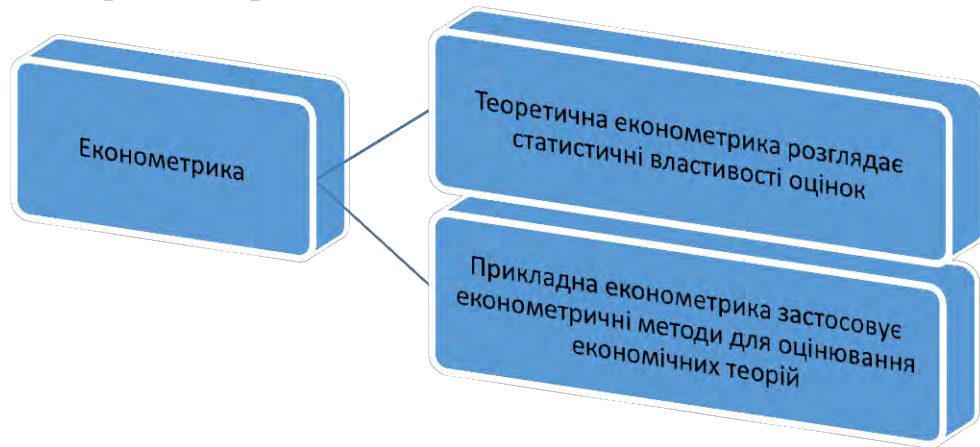 Економетрика
Теоретична економетрика розглядає
статистичні властивості оцінок
Прикладна економетрика застосовує
економетричні методи для оцінювання
економічних теорій